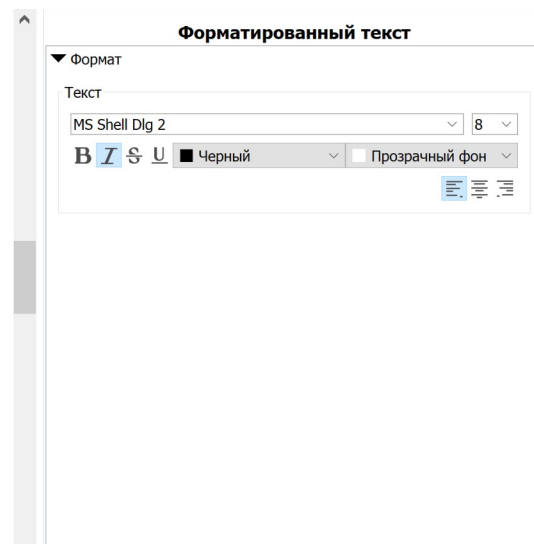 Форматированный текст
Формат
Текст
MS Shell Dlg 2 8
B I S U Черный Прозрачный фон